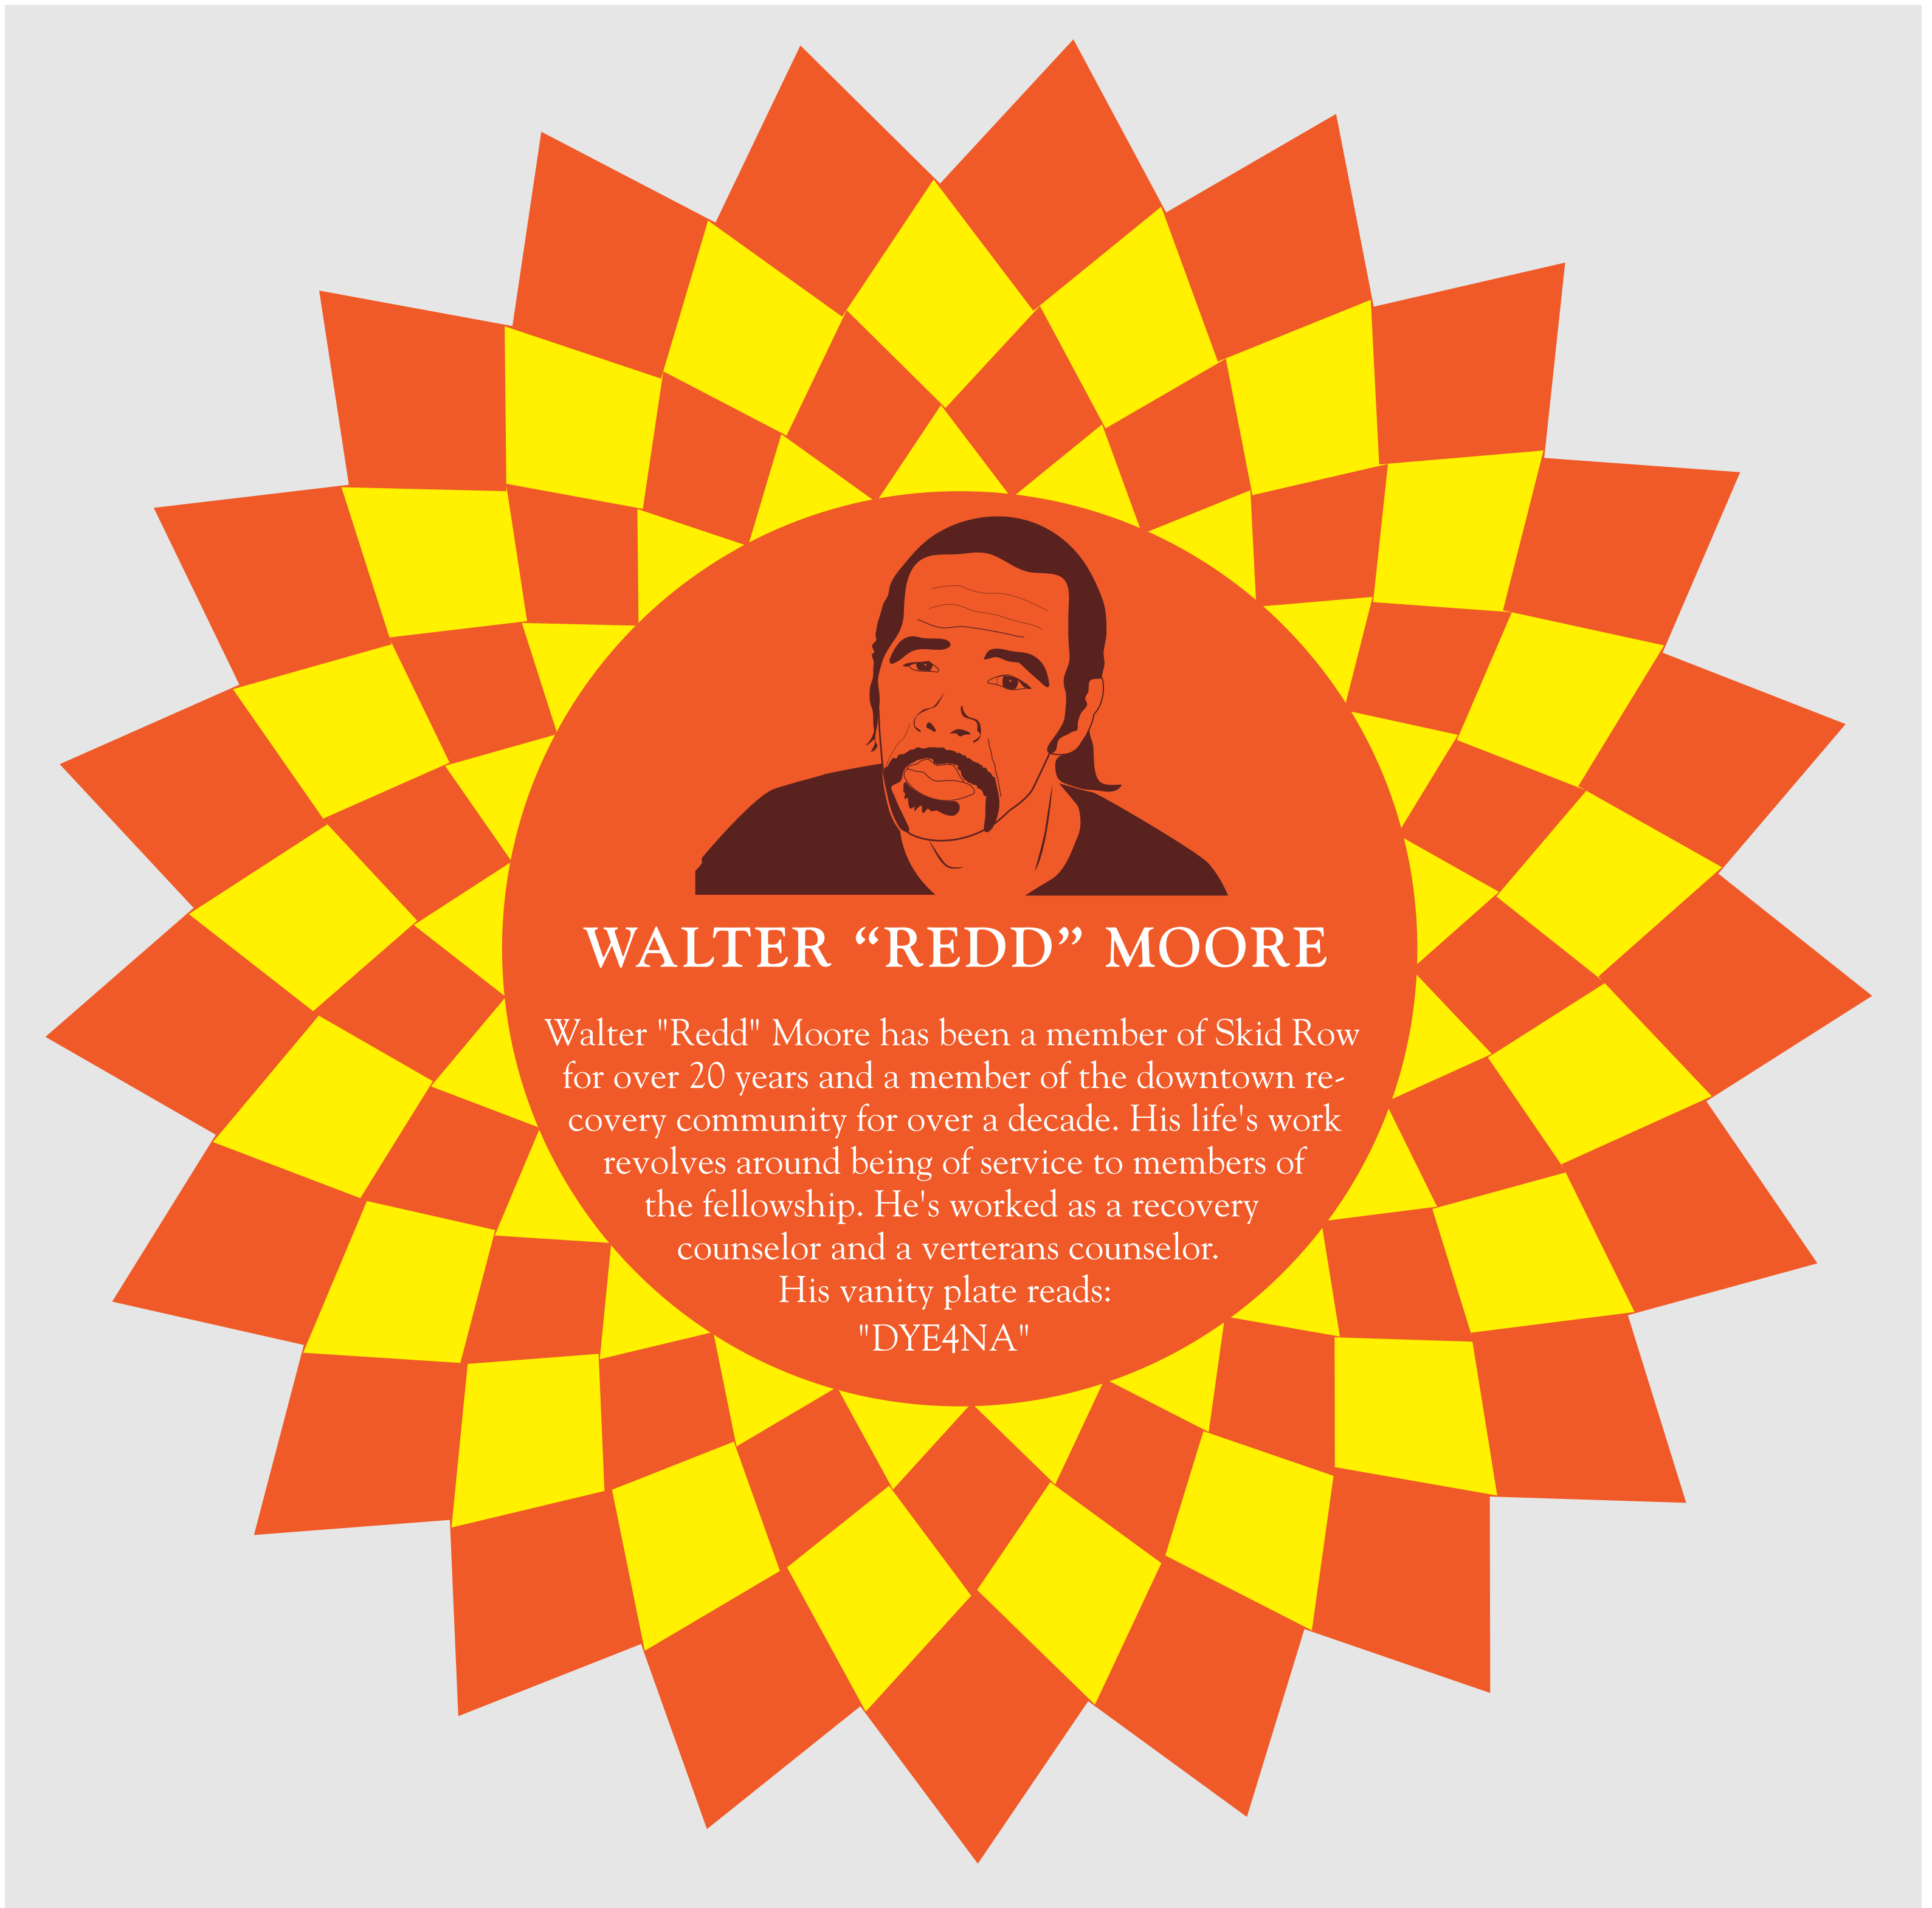 WALTER “REDD” MOORE
Walter "Redd" Moore has been a member of Skid Row
for over 20 years and a member of the downtown re-
covery community for over a decade. His life's work
revolves around being of service to members of
the fellowship. He's worked as a recovery
counselor and a verterans counselor.
His vanity plate reads:
"DYE4NA"